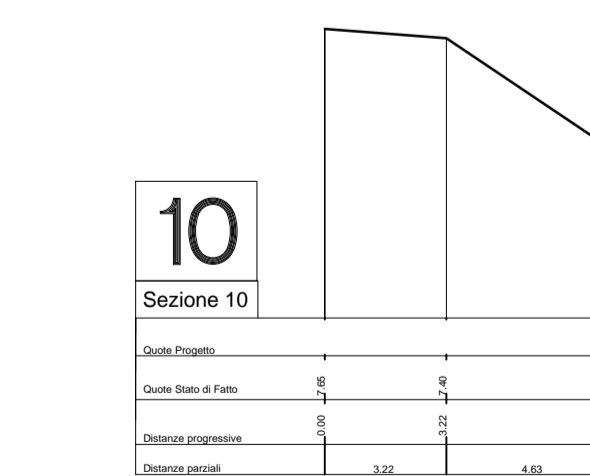 10
Sezione 10
Quote Progetto
Quote Stato di Fatto 7.65 7.40
Distanze progressive 0.00 3.22
Distanze parziali 3.22 4.63